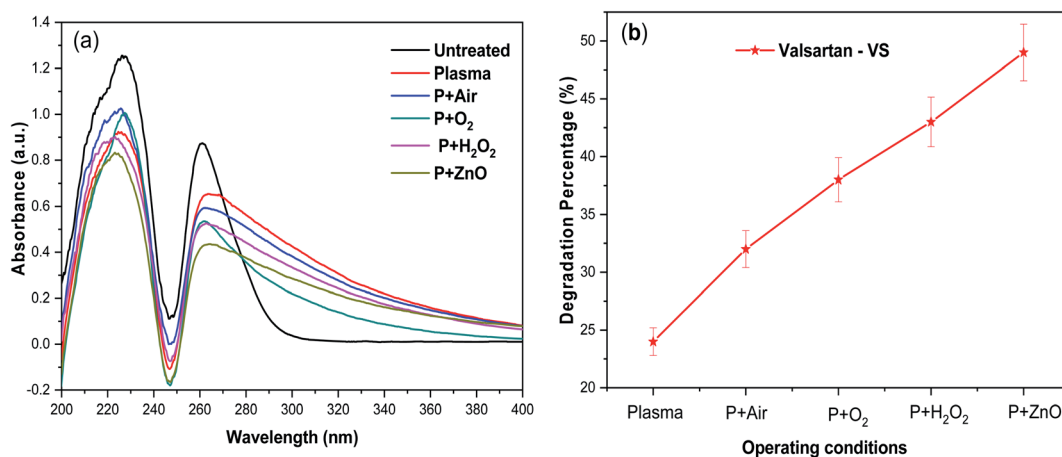 (a)
Untreated
Plasma
P+Air
P+O₂
P+H₂O₂
P+ZnO
Absorbance (a.u.)
1.4
1.2
1.0
0.8
0.6
0.4
0.2
0.0
-0.2
200 220 240 260 280 300 320 340 360 380 400
Wavelength (nm)
(b)
Valsartan - VS
Degradation Percentage (%)
50
45
40
35
30
25
20
Plasma P+Air P+O₂ P+H₂O₂ P+ZnO
Operating conditions